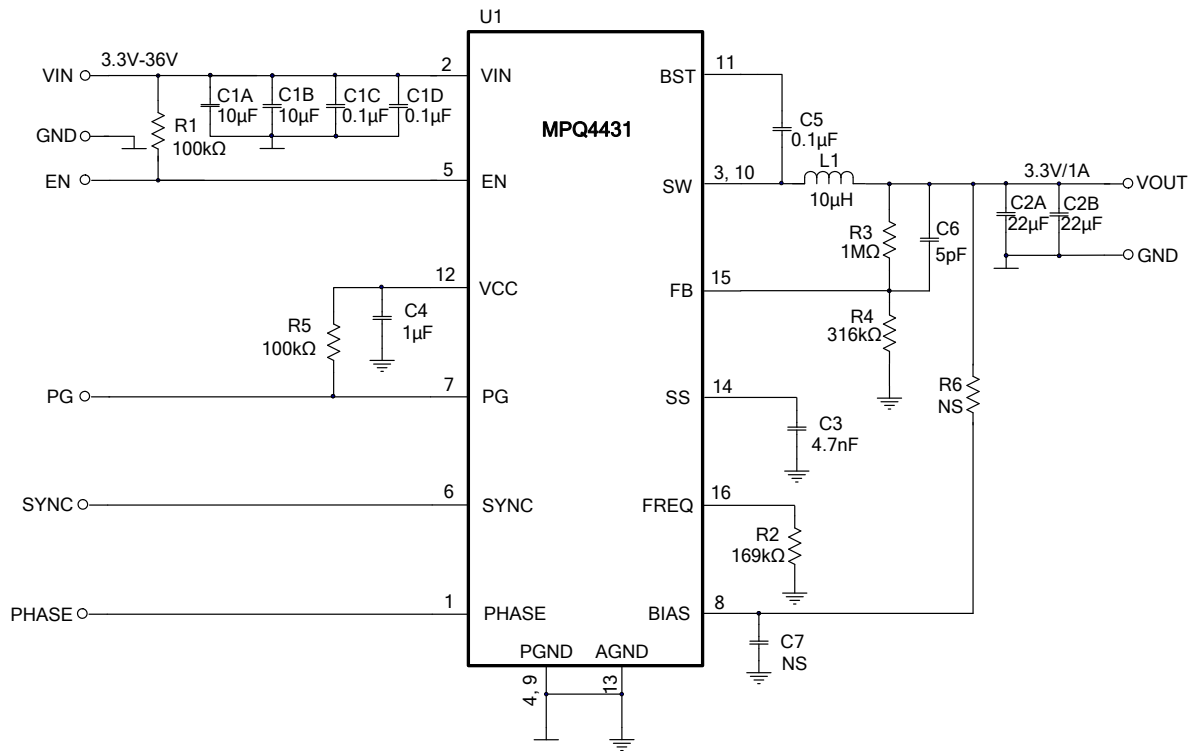 U1
MPQ4431
VIN
3.3V-36V
2
VIN
C1A
10µF
C1B
10µF
C1C
0.1µF
C1D
0.1µF
GND
R1
100kΩ
EN
5
EN
12
VCC
R5
100kΩ
C4
1µF
PG
7
PG
SYNC
6
SYNC
PHASE
1
PHASE
PGND
AGND
4, 9
13
BST
11
C5
0.1µF
SW
3, 10
L1
10µH
3.3V/1A
VOUT
R3
1MΩ
C6
5pF
C2A
22µF
C2B
22µF
GND
FB
15
R4
316kΩ
R6
NS
SS
14
C3
4.7nF
FREQ
16
R2
169kΩ
BIAS
8
C7
NS